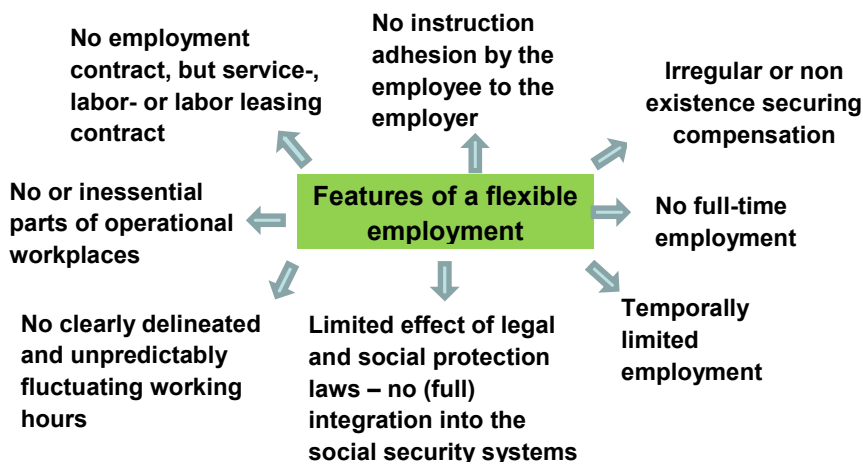 No employment
contract, but service-,
labor- or labor leasing
contract
No instruction
adhesion by the
employee to the
employer
Irregular or non
existence securing
compensation
No or inessential
parts of operational
workplaces
Features of a flexible
employment
No full-time
employment
No clearly delineated
and unpredictably
fluctuating working
hours
Limited effect of legal
and social protection
laws – no (full)
integration into the
social security systems
Temporally
limited
employment